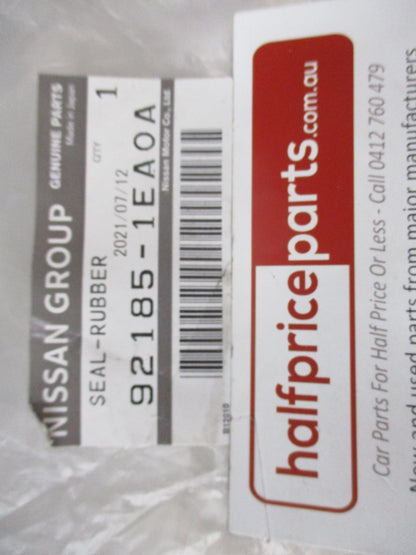 NISSAN GROUP
GENUINE PARTS
Made in Japan
SEAL-RUBBER
QTY
1
2021/07/12
92185-1EA0A
Nissan Motor Co., Ltd.
B12010
halfpriceparts.com.au
Car Parts For Half Price Or Less - Call 0412 760 479
New and used parts from major manufacturers